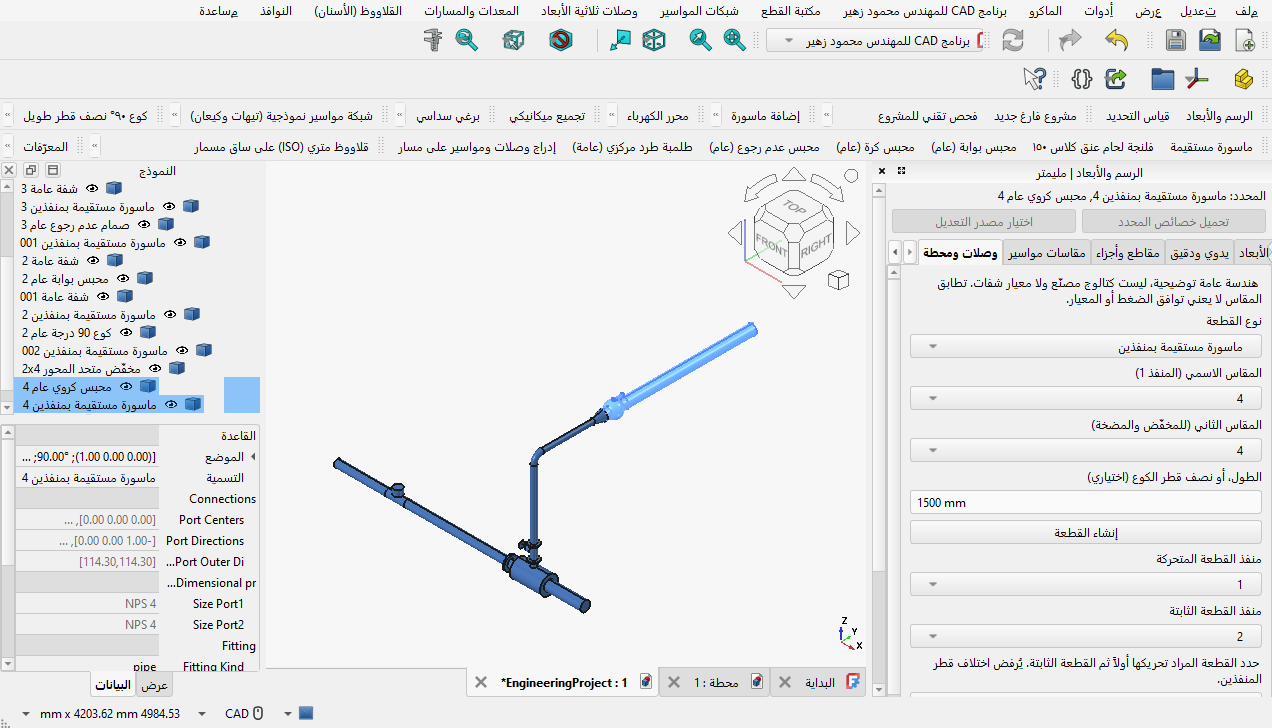 ملف	تعديل	عرض	أدوات	الماكرو	برنامج CAD للمهندس محمود زهير	مكتبة القطع	شبكات المواسير	وصلات ثلاثية الأبعاد	المعدات والمسارات	القلاووظ (الأسنان)	النوافذ	مساعدة
برنامج CAD للمهندس محمود زهير
الرسم والأبعاد	قياس التحديد	مشروع فارغ جديد	فحص تقني للمشروع	إضافة ماسورة	محرر الكهرباء	تجميع ميكانيكي	برغي سداسي	شبكة مواسير نموذجية (تيهات وكيعان)	كوع ٩٠° نصف قطر طويل
ماسورة مستقيمة	فلنجة لحام عنق كلاس ١٥٠	محبس بوابة (عام)	محبس كرة (عام)	محبس عدم رجوع (عام)	طلمبة طرد مركزي (عامة)	إدراج وصلات ومواسير على مسار	قلاووظ متري (ISO) على ساق مسمار	المعرّفات
الرسم والأبعاد | مليمتر
المحدد: ماسورة مستقيمة بمنفذين 4, محبس كروي عام 4
تحميل خصائص المحدد	اختيار مصدر التعديل
الأبعاد	يدوي ودقيق	مقاطع وأجزاء	مقاسات مواسير	وصلات ومحطة
هندسة عامة توضيحية، ليست كتالوج مصنّع ولا معيار شفات. تطابق
المقاس لا يعني توافق الضغط أو المعيار.
نوع القطعة
ماسورة مستقيمة بمنفذين
المقاس الاسمي (المنفذ 1)
4
المقاس الثاني (للمخفّض والمضخة)
4
الطول، أو نصف قطر الكوع (اختياري)
1500 mm
إنشاء القطعة
منفذ القطعة المتحركة
1
منفذ القطعة الثابتة
2
حدد القطعة المراد تحريكها أولاً ثم القطعة الثابتة. يُرفض اختلاف قطر
المنفذين.
TOP
FRONT
RIGHT
Z
Y
X
النموذج
شفة عامة 3
ماسورة مستقيمة بمنفذين 3
صمام عدم رجوع عام 3
ماسورة مستقيمة بمنفذين 001
شفة عامة 2
محبس بوابة عام 2
شفة عامة 001
ماسورة مستقيمة بمنفذين 2
كوع 90 درجة عام 2
ماسورة مستقيمة بمنفذين 002
مخفّض متحد المحور 2x4
محبس كروي عام 4
ماسورة مستقيمة بمنفذين 4
القاعدة
الموضع	[(1.00 0.00 0.00); 90.00°; ...
التسمية	ماسورة مستقيمة بمنفذين 4
Connections
Port Centers	[0.00 0.00 0.00], ...
Port Directions	[-1.00 0.00 0.00], ...
Port Outer Di...	[114.30,114.30]
Dimensional pr...
Size Port1	NPS 4
Size Port2	NPS 4
Fitting
Fitting Kind	pipe
عرض	البيانات
البداية	محطة : 1	EngineeringProject : 1*
CAD	4984.53 mm x 4203.62 mm